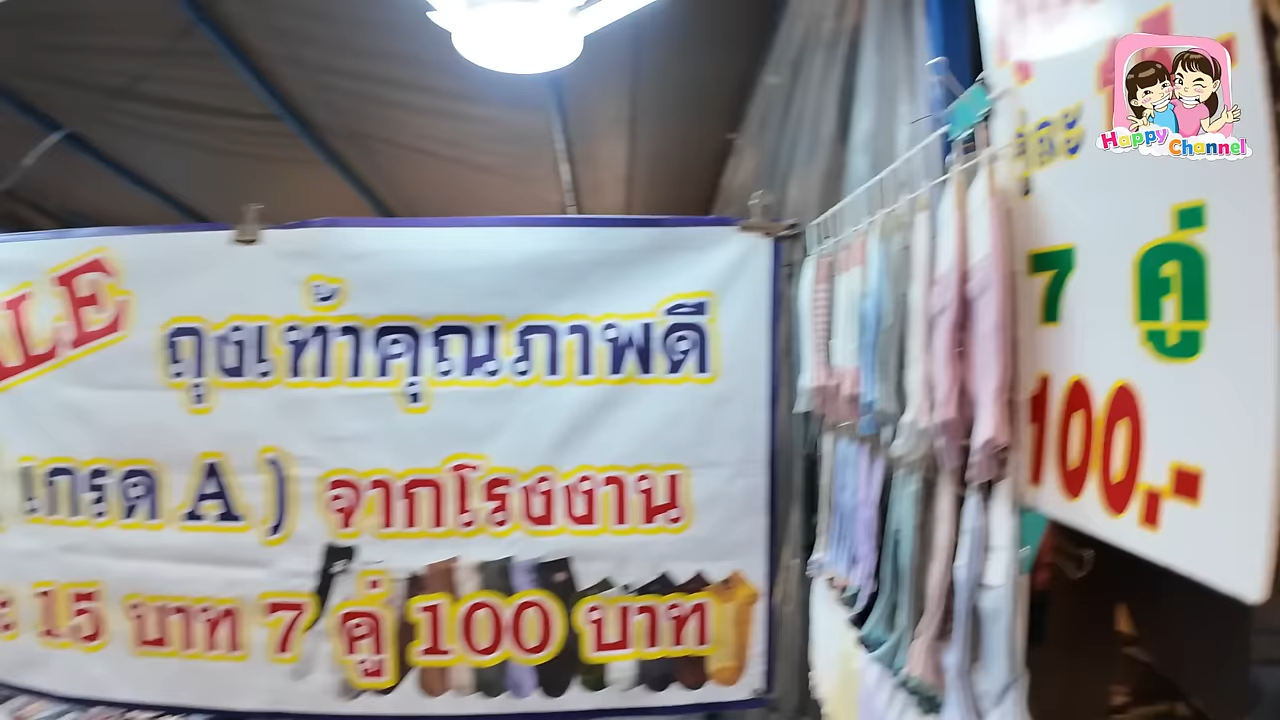 ถุงเท้าคุณภาพดี
เกรด A ) จากโรงงาน
15 บาท 7 คู่ 100 บาท
7 คู่
100.-
Happy Channel